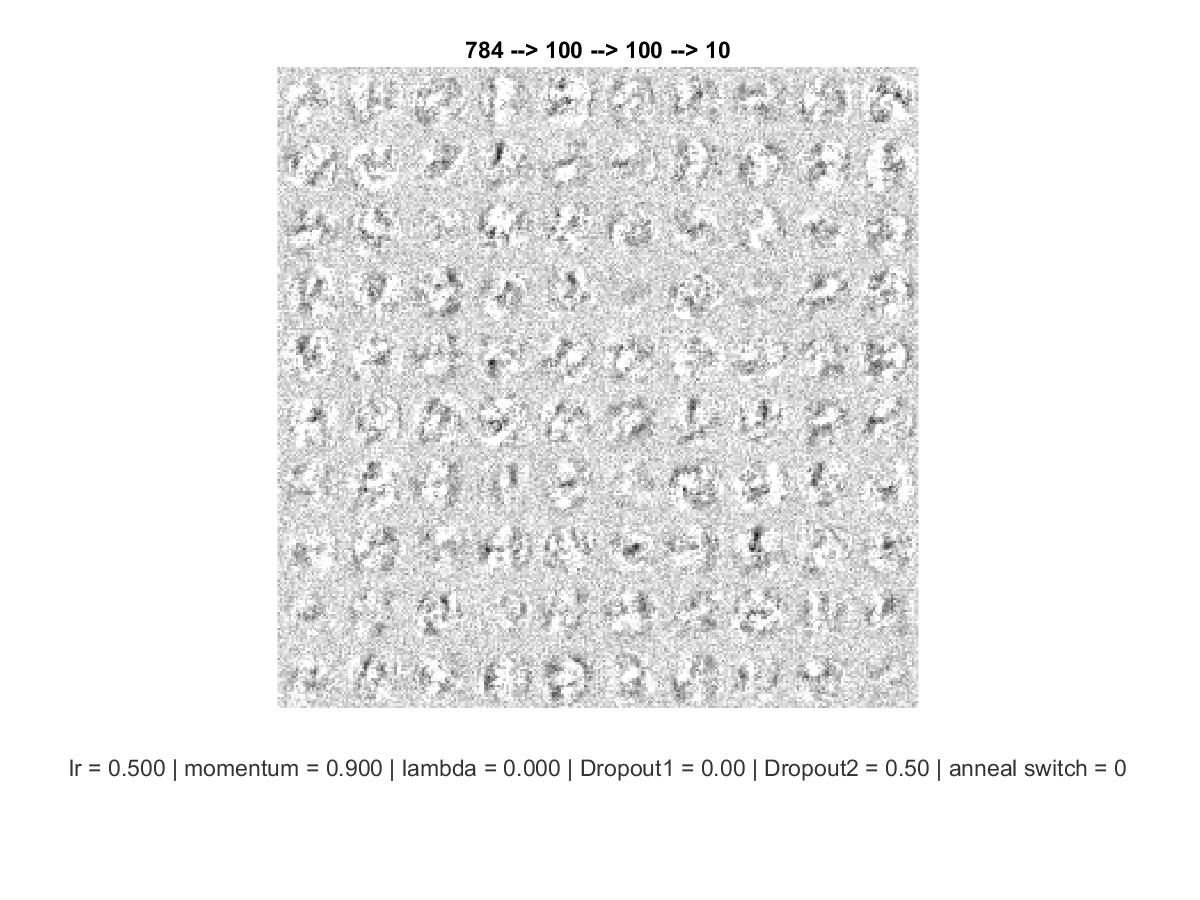 784 --> 100 --> 100 --> 10
lr = 0.500 | momentum = 0.900 | lambda = 0.000 | Dropout1 = 0.00 | Dropout2 = 0.50 | anneal switch = 0